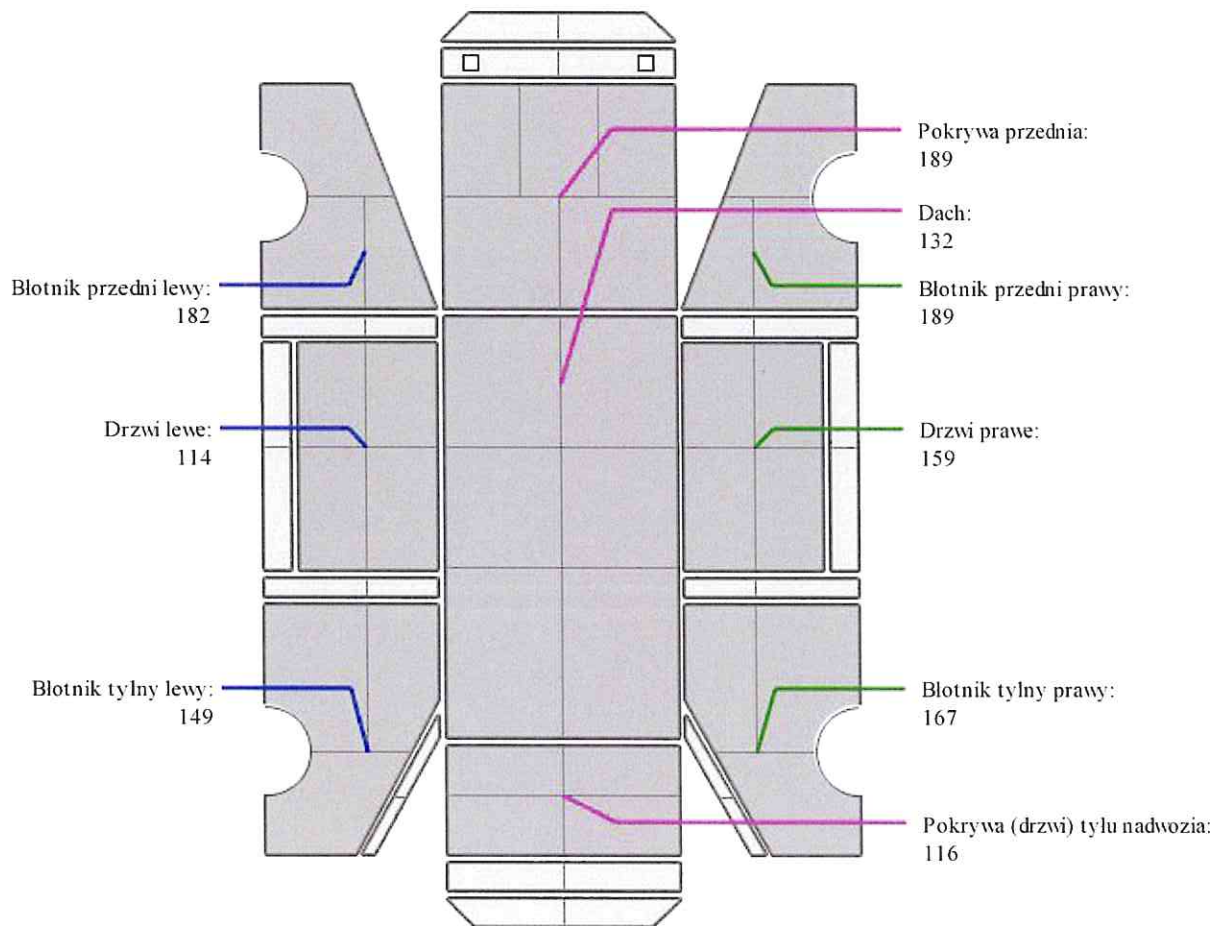 Pokrywa przednia:
189
Dach:
132
Błotnik przedni lewy:
182
Błotnik przedni prawy:
189
Drzwi lewe:
114
Drzwi prawe:
159
Błotnik tylny lewy:
149
Błotnik tylny prawy:
167
Pokrywa (drzwi) tyłu nadwozia:
116